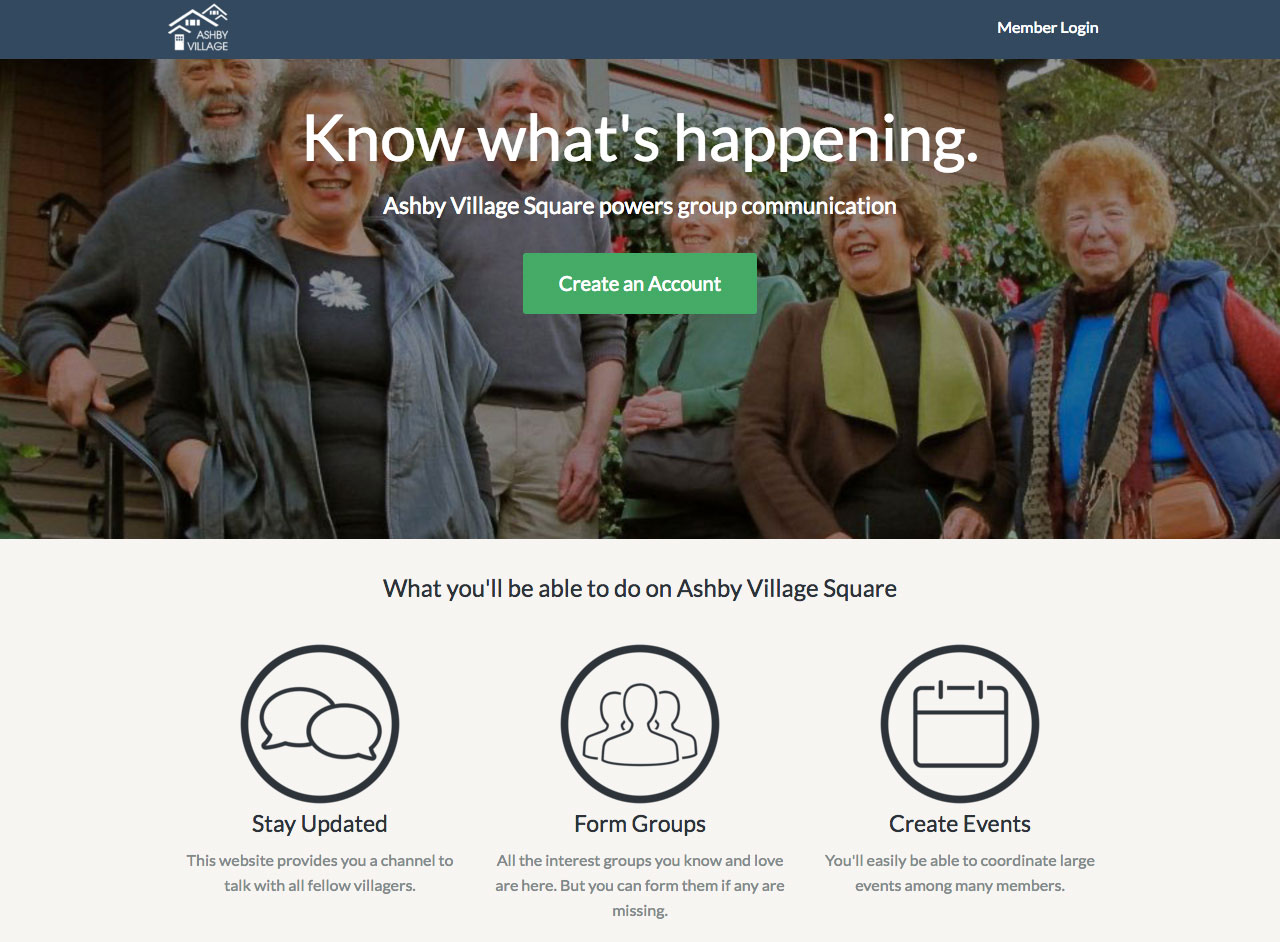 ASHBY
VILLAGE
Member Login
Know what's happening.
Ashby Village Square powers group communication
Create an Account
What you'll be able to do on Ashby Village Square
Stay Updated
This website provides you a channel to
talk with all fellow villagers.
Form Groups
All the interest groups you know and love
are here. But you can form them if any are
missing.
Create Events
You'll easily be able to coordinate large
events among many members.